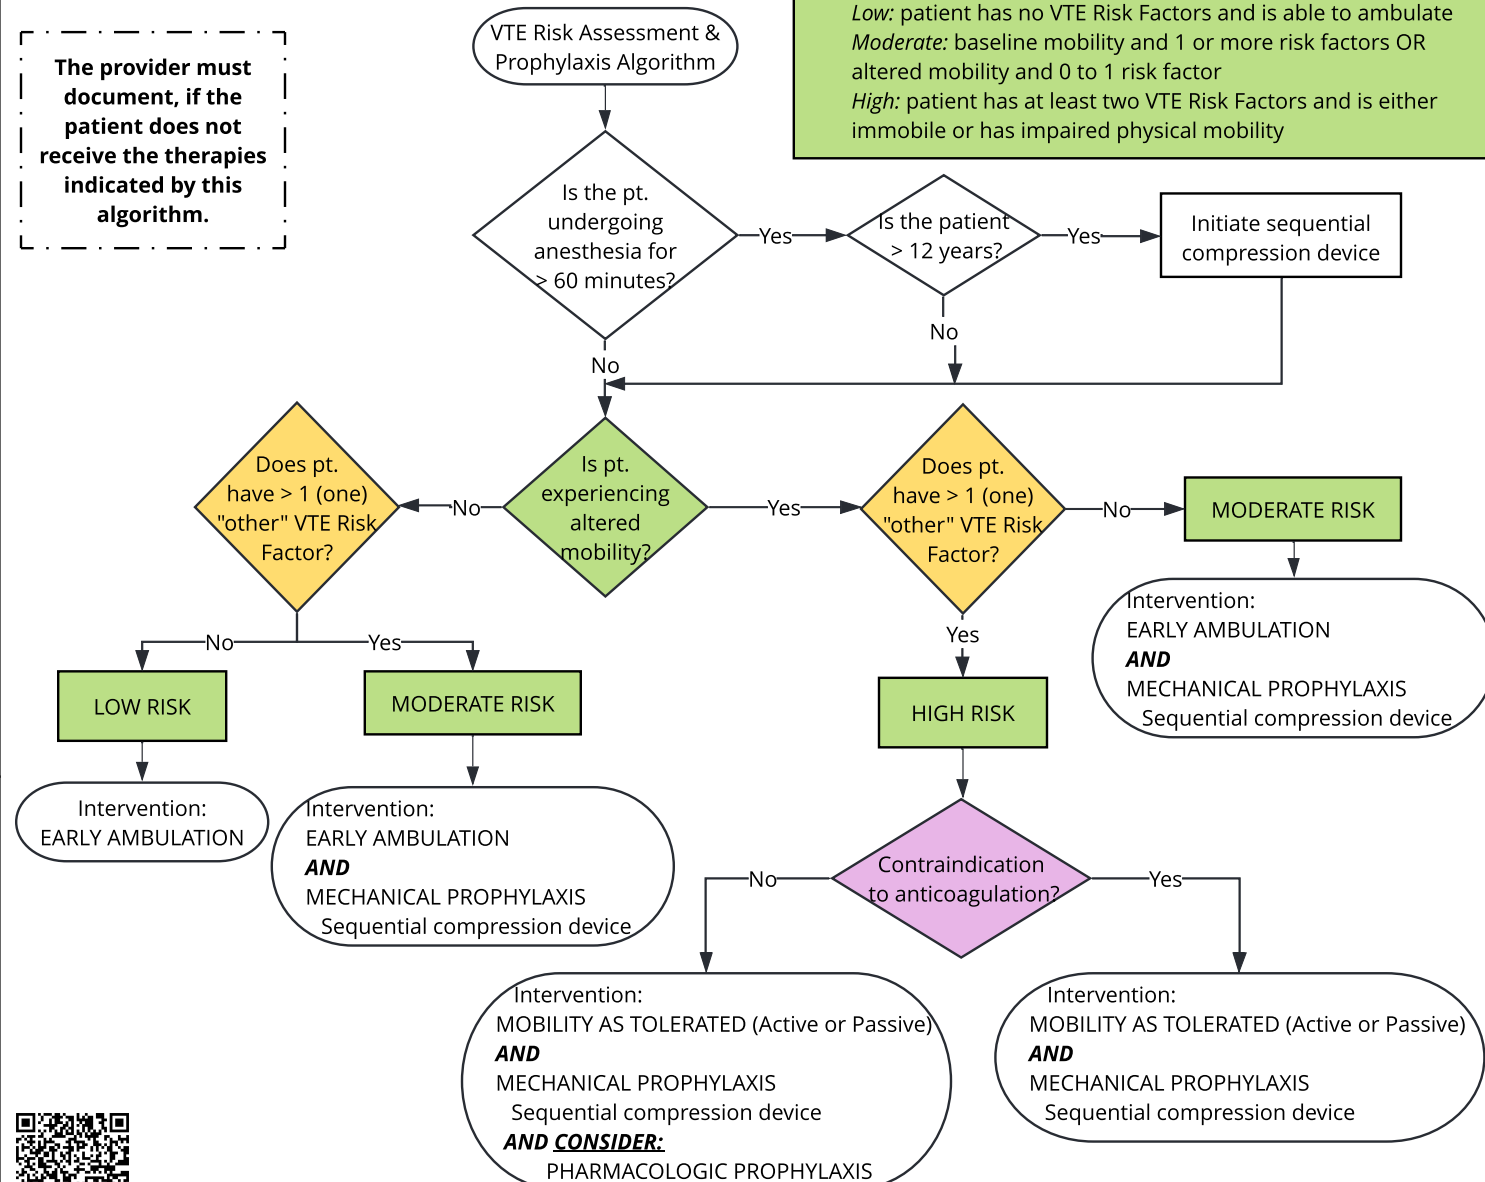 VTE Risk Assessment &
Prophylaxis Algorithm
Low: patient has no VTE Risk Factors and is able to ambulate
Moderate: baseline mobility and 1 or more risk factors OR
altered mobility and 0 to 1 risk factor
High: patient has at least two VTE Risk Factors and is either
immobile or has impaired physical mobility
The provider must
document, if the
patient does not
receive the therapies
indicated by this
algorithm.
Is the pt.
undergoing
anesthesia for
> 60 minutes?
Yes
Is the patient
> 12 years?
Yes
Initiate sequential
compression device
No
No
Does pt.
have > 1 (one)
"other" VTE Risk
Factor?
No
Is pt.
experiencing
altered
mobility?
Yes
Does pt.
have > 1 (one)
"other" VTE Risk
Factor?
No
MODERATE RISK
Intervention:
EARLY AMBULATION
AND
MECHANICAL PROPHYLAXIS
Sequential compression device
No
Yes
Yes
LOW RISK
MODERATE RISK
HIGH RISK
Intervention:
EARLY AMBULATION
Intervention:
EARLY AMBULATION
AND
MECHANICAL PROPHYLAXIS
Sequential compression device
No
Contraindication
to anticoagulation?
Yes
Intervention:
MOBILITY AS TOLERATED (Active or Passive)
AND
MECHANICAL PROPHYLAXIS
Sequential compression device
AND CONSIDER:
PHARMACOLOGIC PROPHYLAXIS
Intervention:
MOBILITY AS TOLERATED (Active or Passive)
AND
MECHANICAL PROPHYLAXIS
Sequential compression device